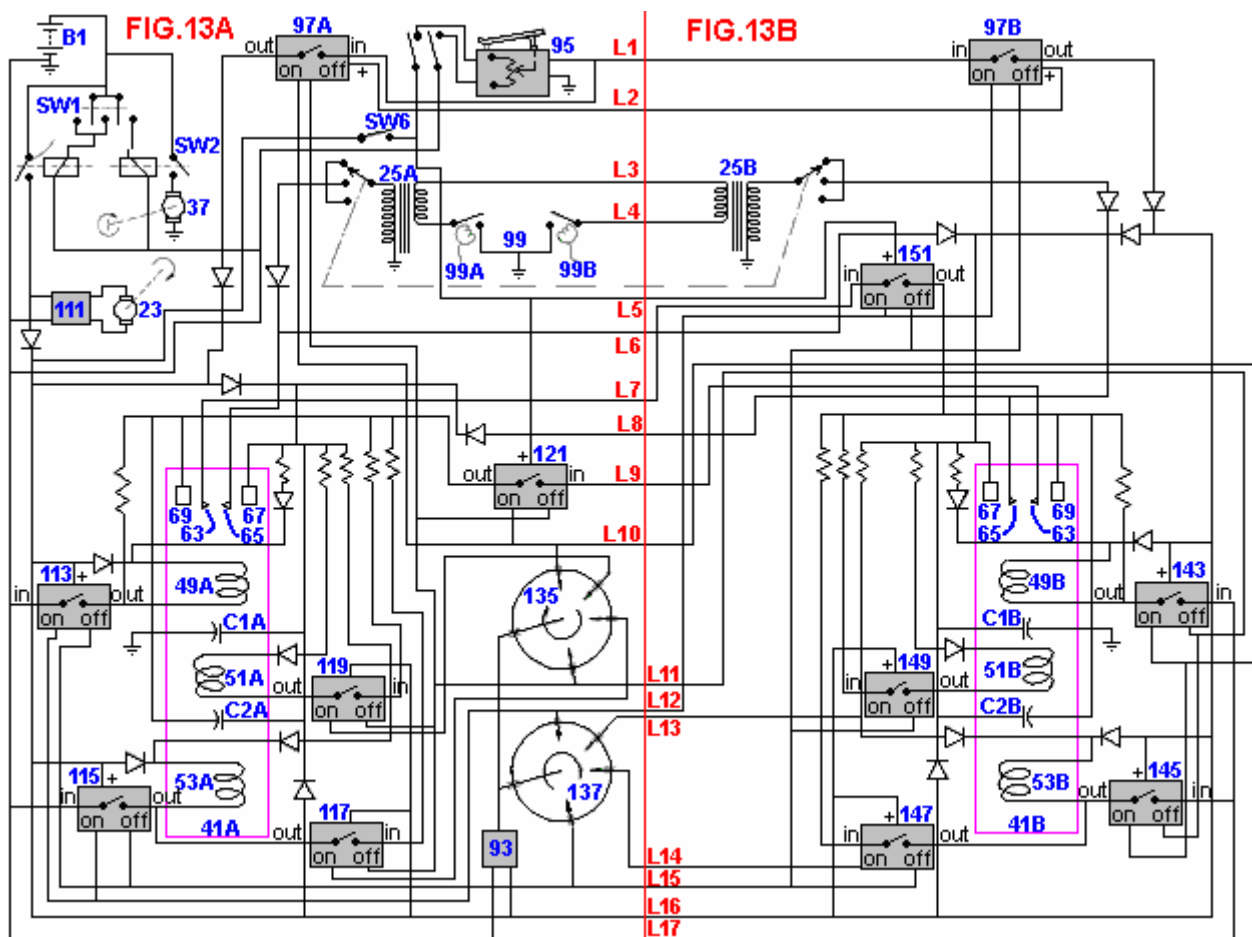 FIG.13A
FIG.13B
B1
97A
out in
on off +
95
L1
97B
in out
on off +
L2
SW1
SW6
SW2
25A
L3
25B
L4
37
99
99A
99B
151
+
in out
on off
111
23
L5
L6
L7
L8
121
+
out in
on off
L9
69
67
63
65
67
69
65
63
L10
113
+
in out
on off
49A
135
49B
143
+
out in
on off
C1A
C1B
51A
119
out in
on off
L11
149
+
in out
on off
51B
L12
C2A
L13
C2B
115
+
in out
on off
53A
137
53B
145
+
out in
on off
41A
117
out in
on off
93
147
+
in out
on off
41B
L14
L15
L16
L17